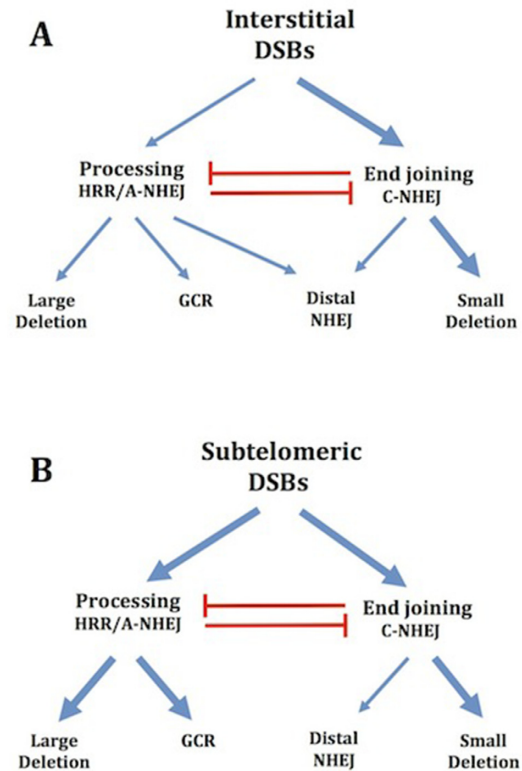 A
Interstitial
DSBs
Processing
HRR/A-NHEJ
End joining
C-NHEJ
Large
Deletion
GCR
Distal
NHEJ
Small
Deletion
B
Subtelomeric
DSBs
Processing
HRR/A-NHEJ
End joining
C-NHEJ
Large
Deletion
GCR
Distal
NHEJ
Small
Deletion